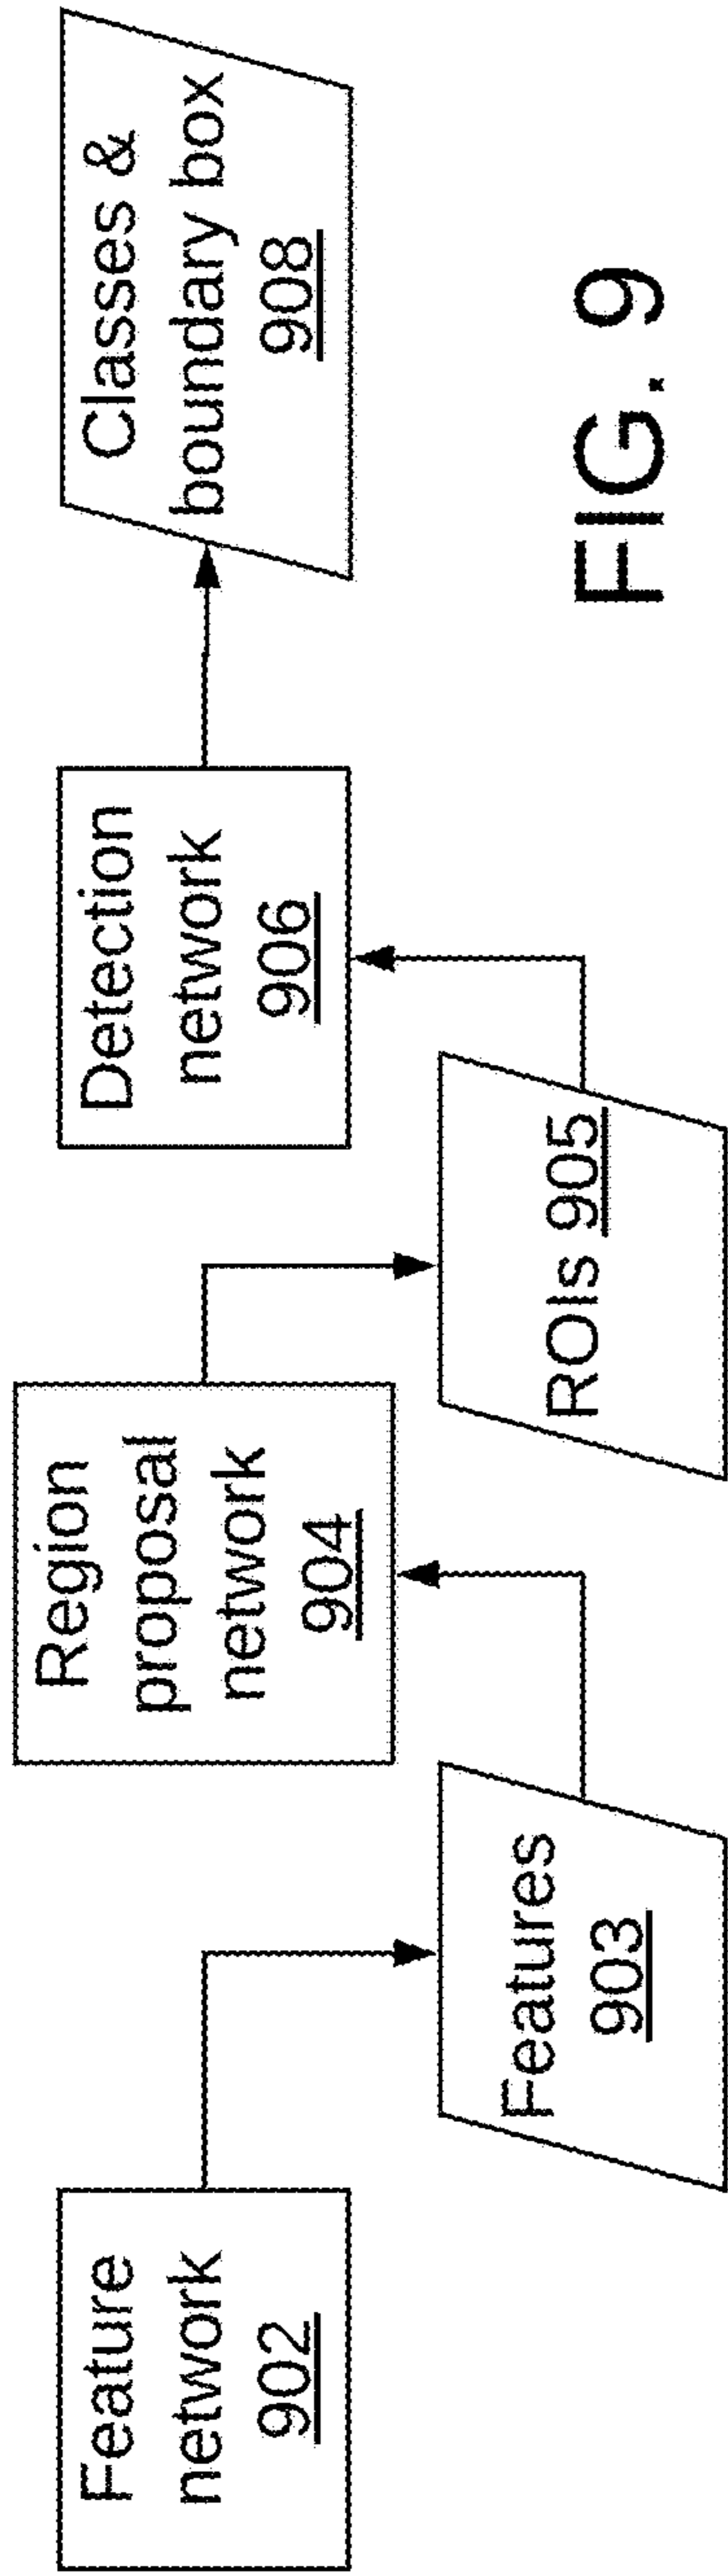 Feature
network
902
Features
903
Region
proposal
network
904
ROIs 905
Detection
network
906
Classes &
boundary box
908
FIG. 9